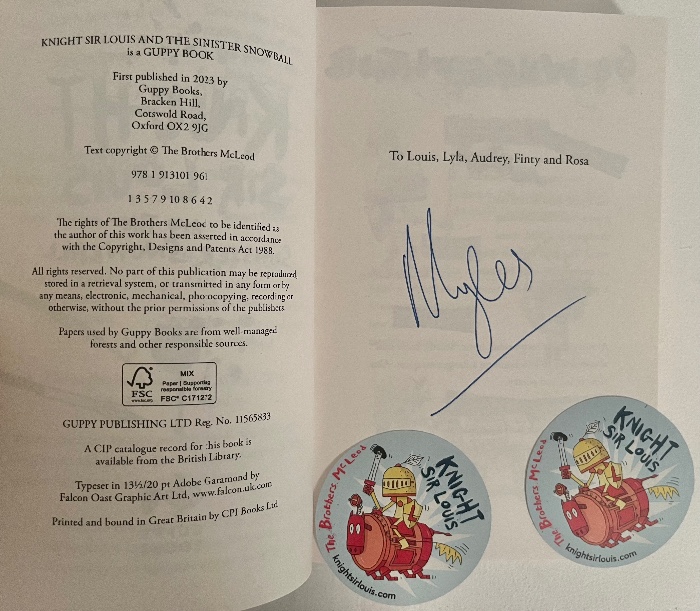 KNIGHT SIR LOUIS AND THE SINISTER SNOWBALL
is a GUPPY BOOK
First published in 2023 by
Guppy Books,
Bracken Hill,
Cotswold Road,
Oxford OX2 9JG
Text copyright © The Brothers McLeod
978 1 913101 961
1 3 5 7 9 10 8 6 4 2
The rights of The Brothers McLeod to be identified as
the author of this work has been asserted in accordance
with the Copyright, Designs and Patents Act 1988.
All rights reserved. No part of this publication may be reproduced
stored in a retrieval system, or transmitted in any form or by
any means, electronic, mechanical, photocopying, recording or
otherwise, without the prior permissions of the publishers
Papers used by Guppy Books are from well-managed
forests and other responsible sources.
FSC
www.fsc.org
MIX
Paper | Supporting
responsible forestry
FSC® C171272
GUPPY PUBLISHING LTD Reg. No. 11565833
A CIP catalogue record for this book is
available from the British Library.
Typeset in 13½/20 pt Adobe Garamond by
Falcon Oast Graphic Art Ltd, www.falcon.uk.com
Printed and bound in Great Britain by CPI Books Ltd
To Louis, Lyla, Audrey, Finty and Rosa
Myles
The Brothers McLeod
KNIGHT
SIR LOUIS
knightsirlouis.com
The Brothers McLeod
KNIGHT
SIR LOUIS
knightsirlouis.com